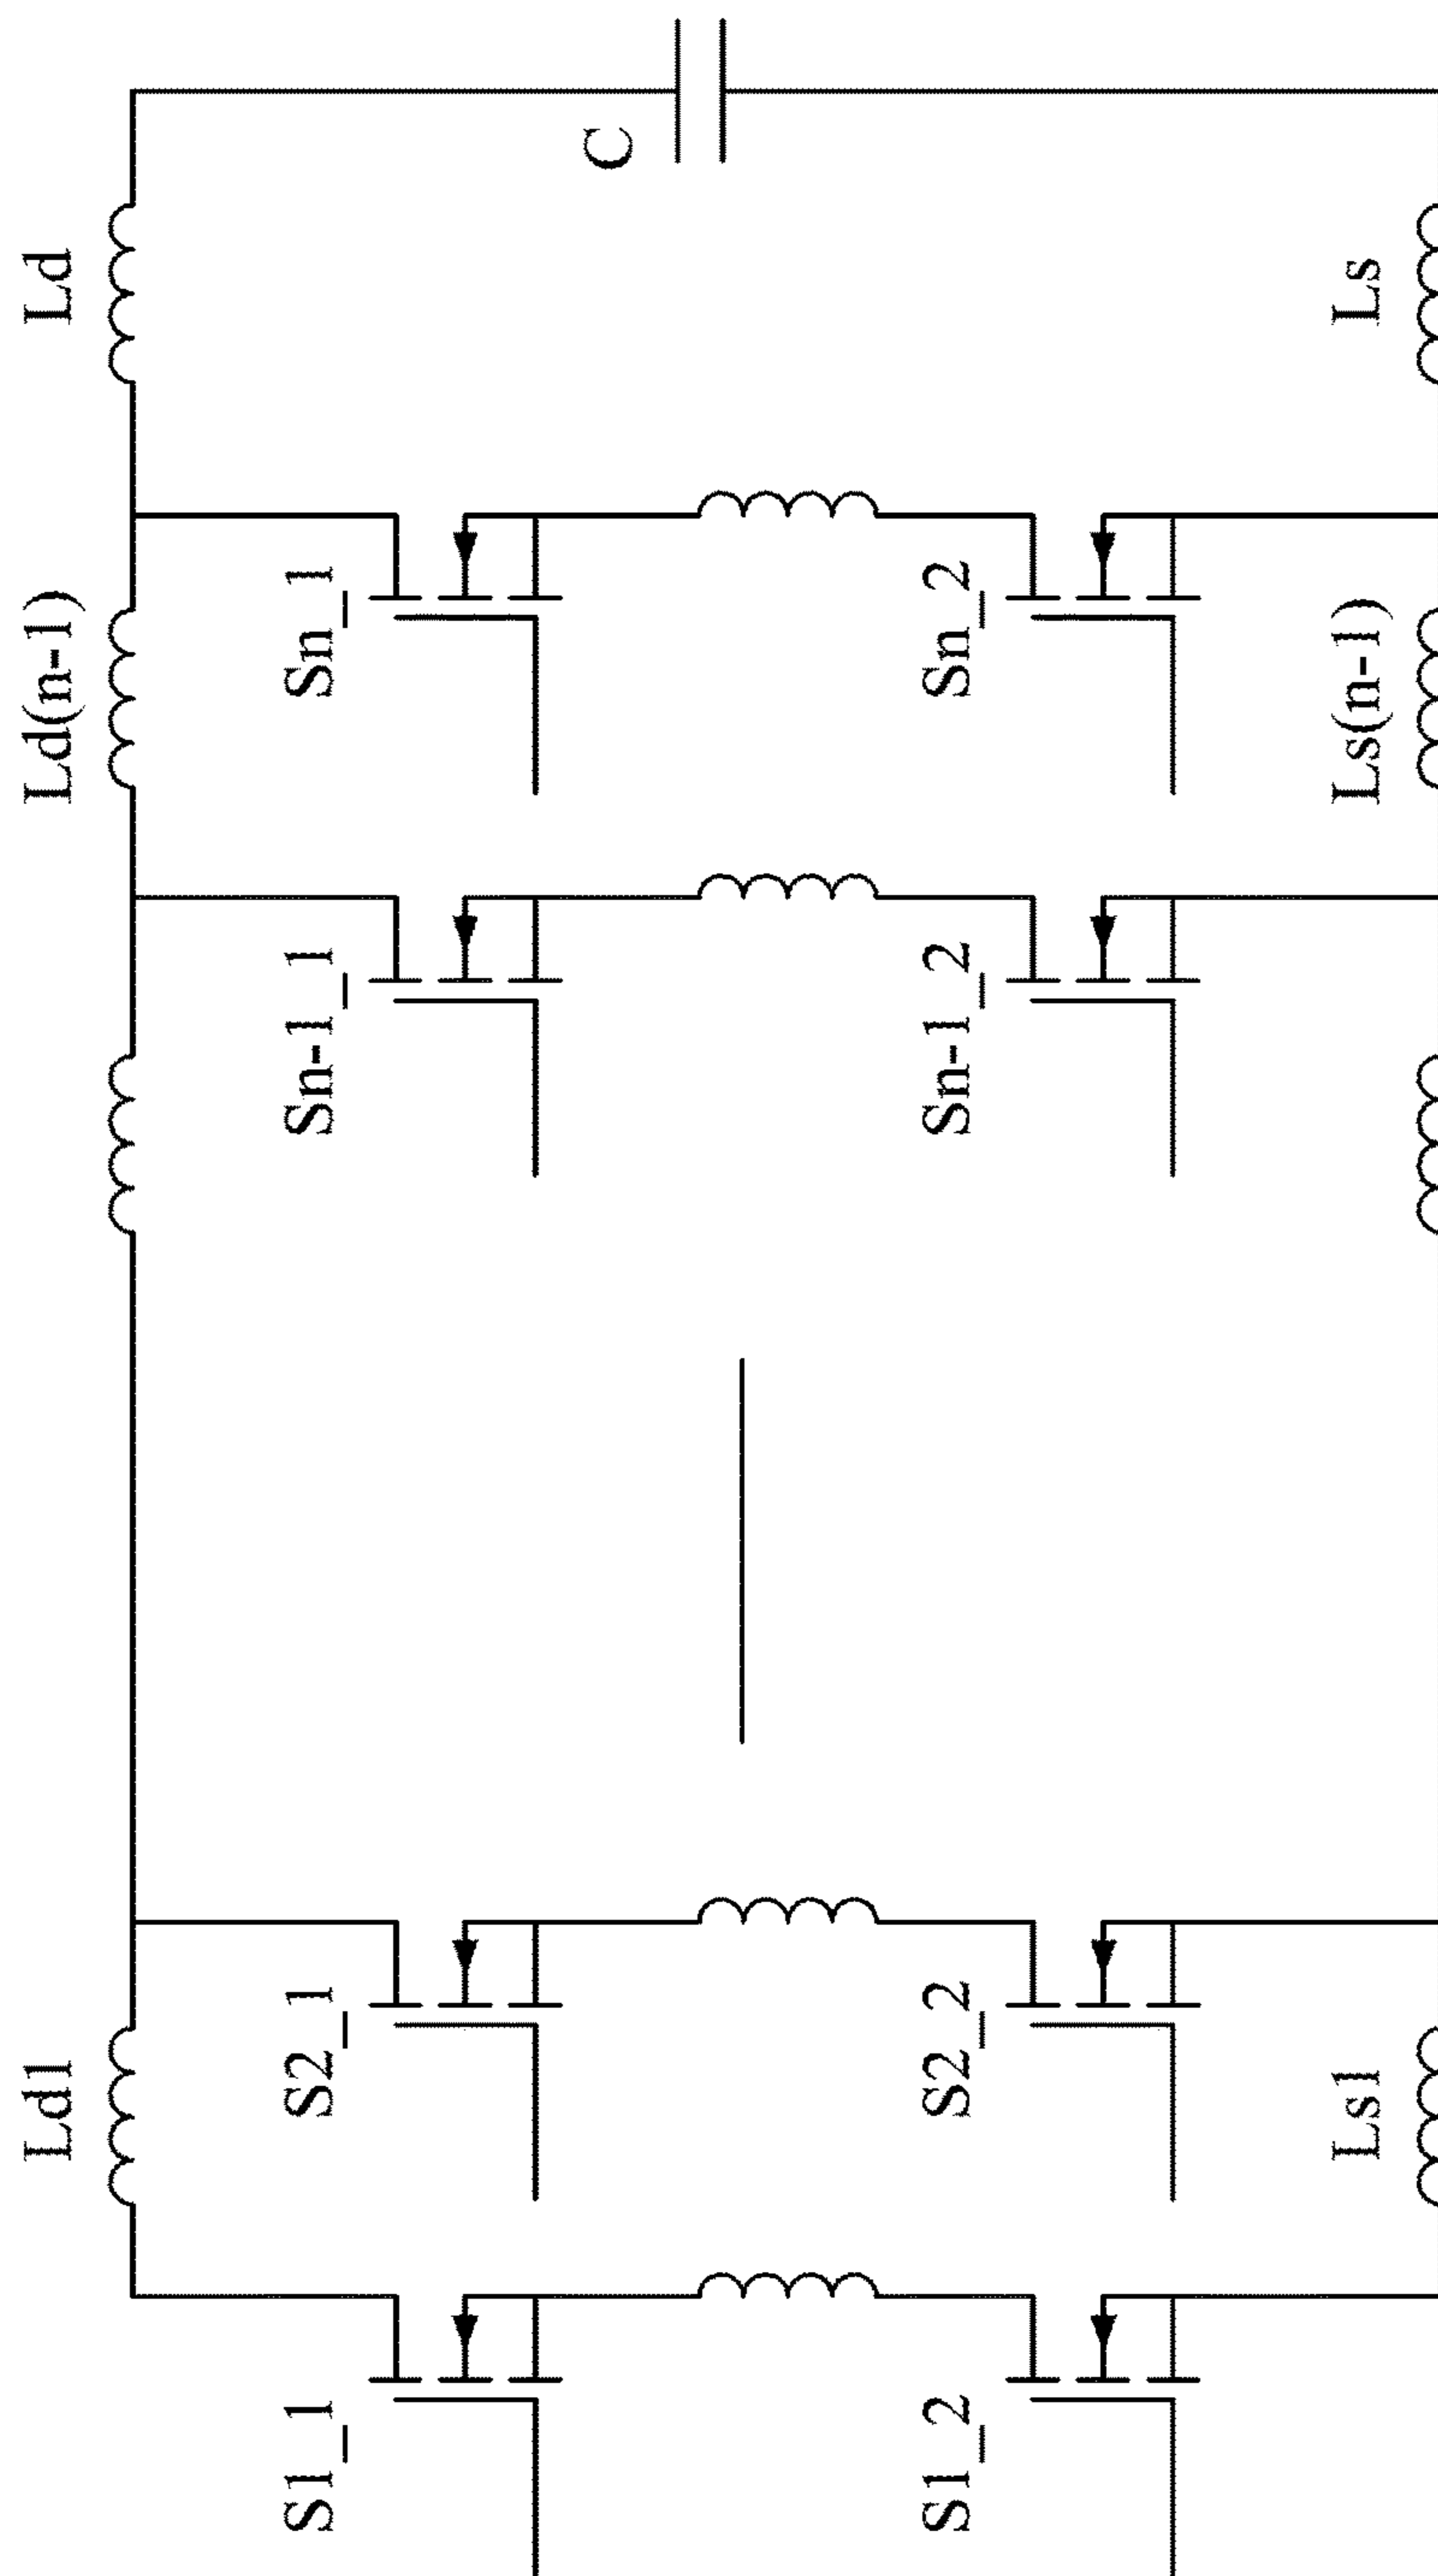 Ld1
Ld(n-1)
Ld
S1_1
S2_1
Sn-1_1
Sn_1
C
S1_2
S2_2
Sn-1_2
Sn_2
Ls1
Ls(n-1)
Ls